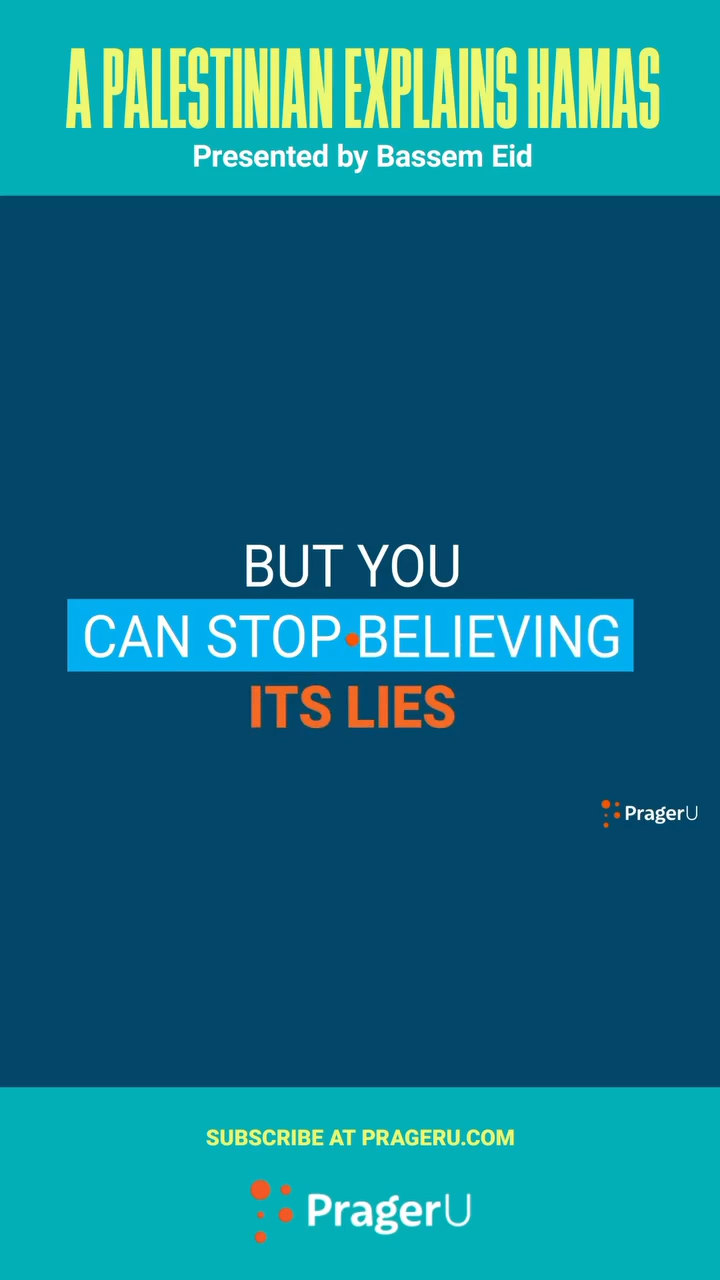 A PALESTINIAN EXPLAINS HAMAS
Presented by Bassem Eid
BUT YOU
CAN STOP BELIEVING
ITS LIES
PragerU
SUBSCRIBE AT PRAGERU.COM
PragerU